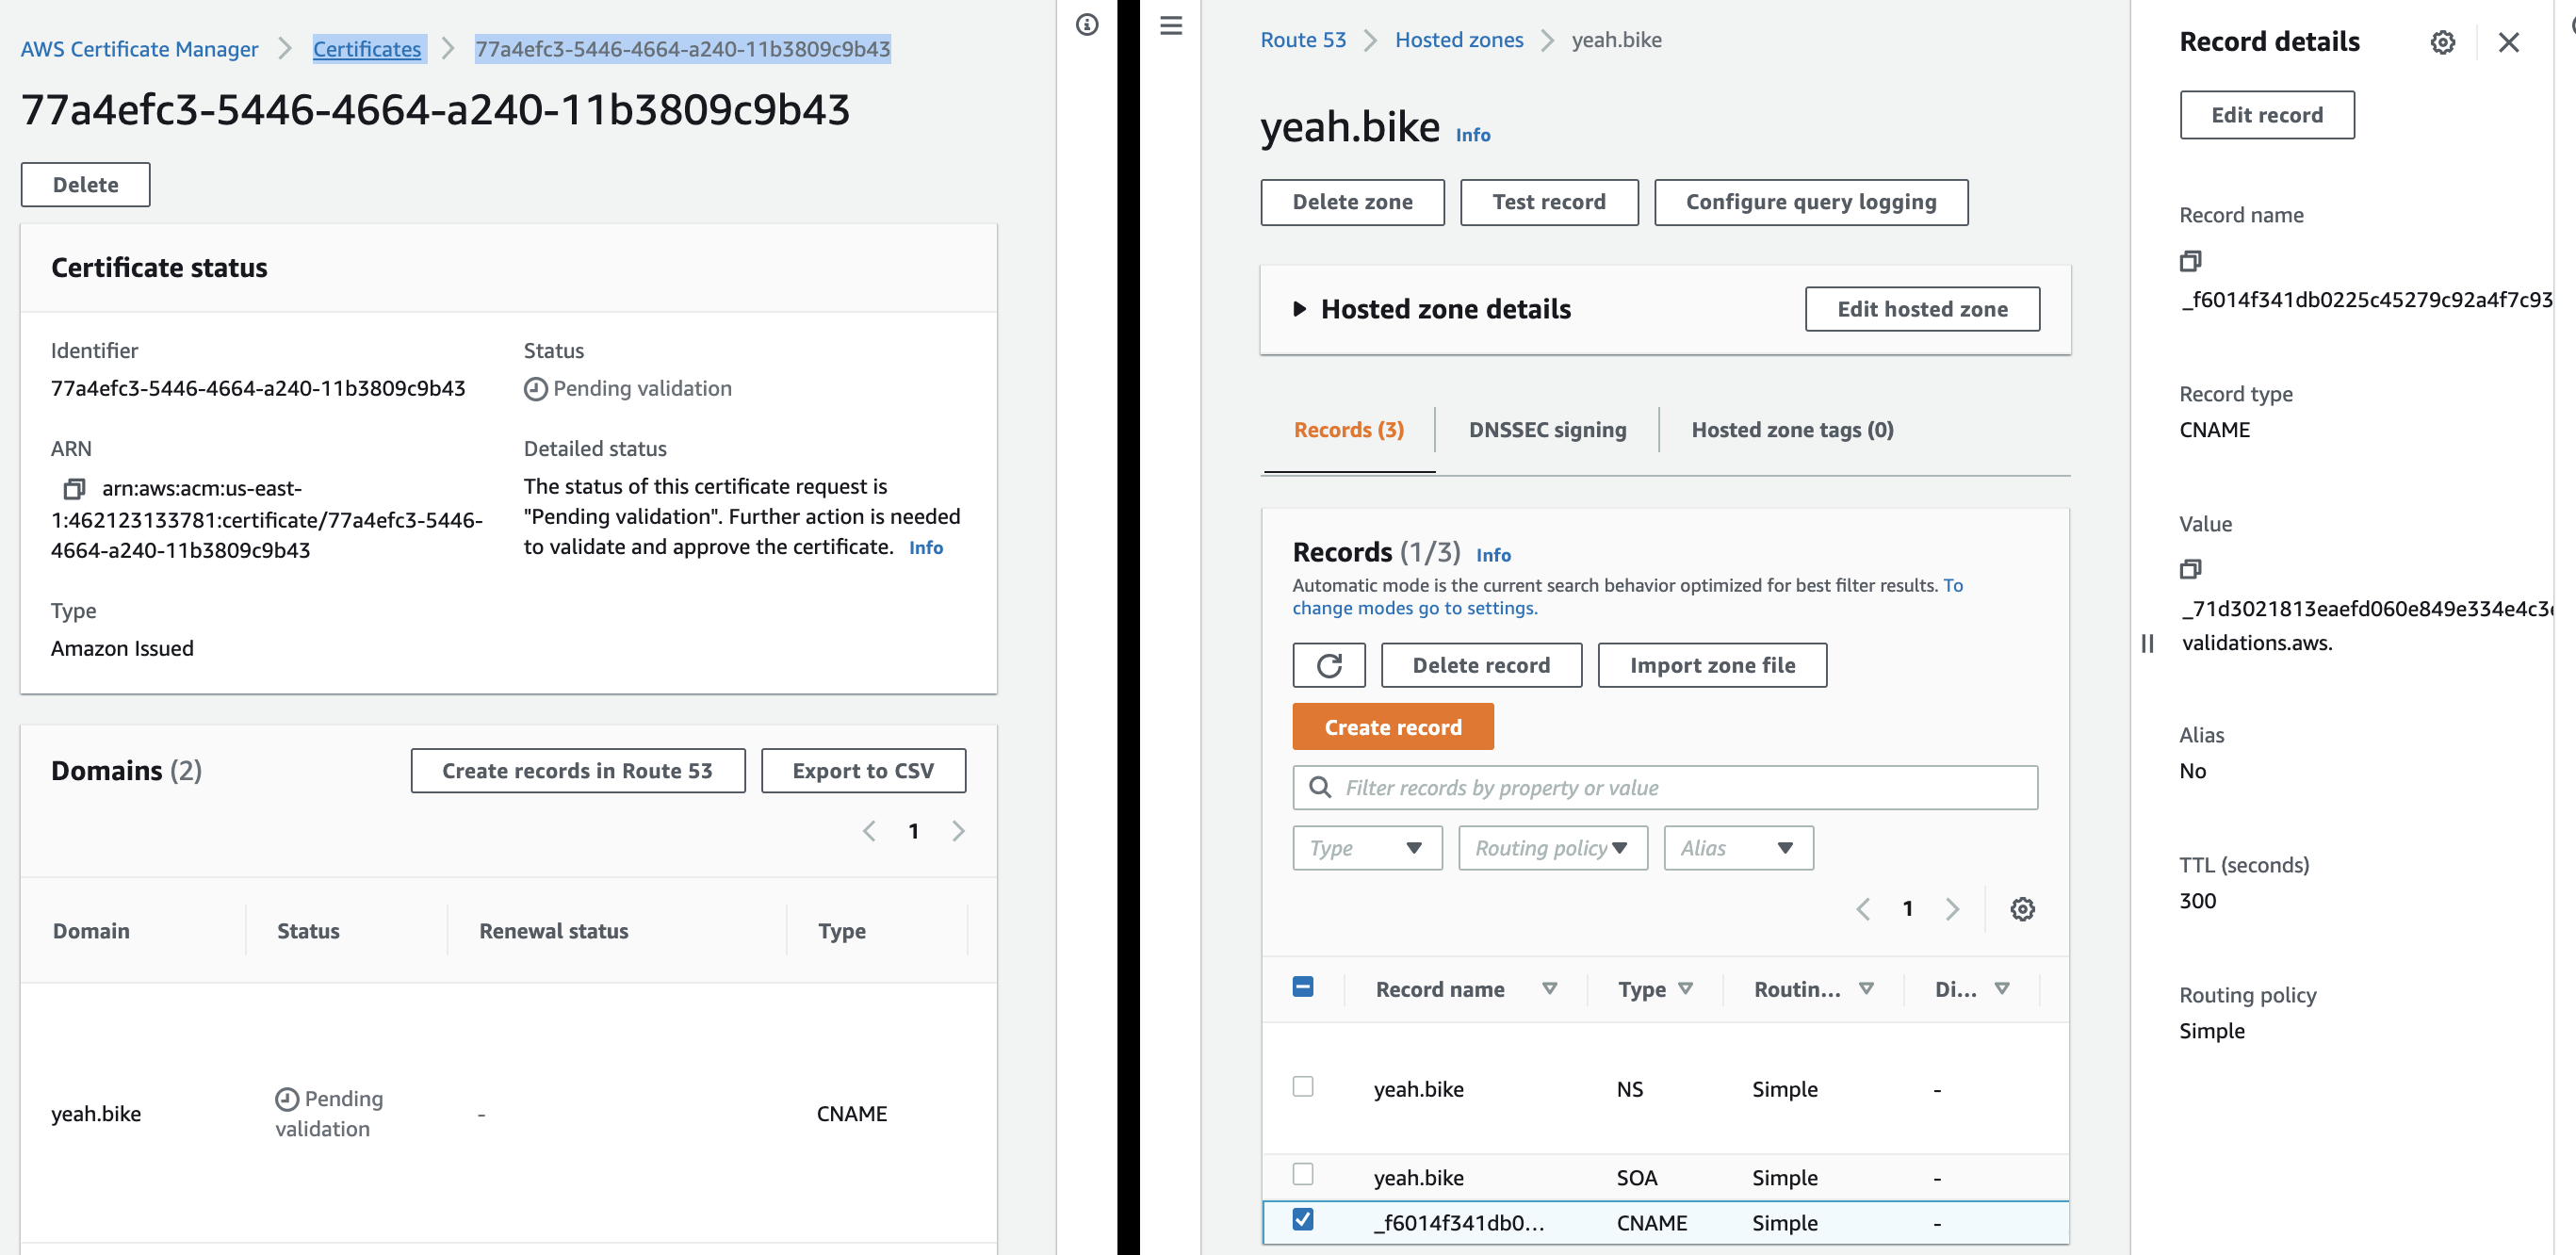 AWS Certificate Manager
Certificates
77a4efc3-5446-4664-a240-11b3809c9b43
77a4efc3-5446-4664-a240-11b3809c9b43
Delete
Certificate status
Identifier
77a4efc3-5446-4664-a240-11b3809c9b43
Status
Pending validation
ARN
arn:aws:acm:us-east-
1:462123133781:certificate/77a4efc3-5446-
4664-a240-11b3809c9b43
Detailed status
The status of this certificate request is
"Pending validation". Further action is needed
to validate and approve the certificate. Info
Type
Amazon Issued
Domains (2)
Create records in Route 53
Export to CSV
1
Domain
Status
Renewal status
Type
yeah.bike
Pending
validation
-
CNAME
Route 53
Hosted zones
yeah.bike
yeah.bike Info
Delete zone
Test record
Configure query logging
Hosted zone details
Edit hosted zone
Records (3)
DNSSEC signing
Hosted zone tags (0)
Records (1/3) Info
Automatic mode is the current search behavior optimized for best filter results. To
change modes go to settings.
Delete record
Import zone file
Create record
Filter records by property or value
Type
Routing policy
Alias
1
Record name
Type
Routin...
Di...
yeah.bike
NS
Simple
-
yeah.bike
SOA
Simple
-
_f6014f341db0...
CNAME
Simple
-
Record details
Edit record
Record name
_f6014f341db0225c45279c92a4f7c93
Record type
CNAME
Value
_71d3021813eaefd060e849e334e4c3
validations.aws.
Alias
No
TTL (seconds)
300
Routing policy
Simple